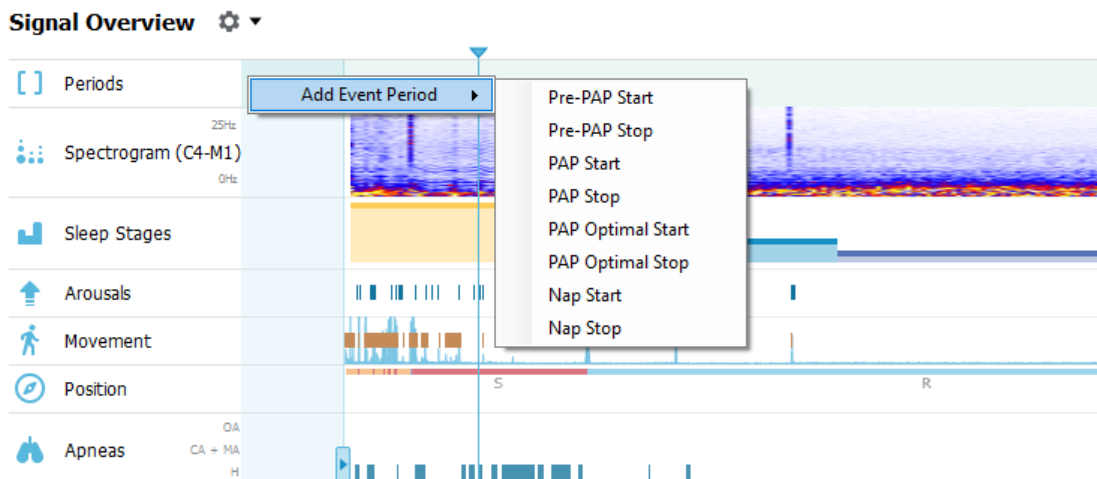 Signal Overview
Periods
Add Event Period
Pre-PAP Start
Pre-PAP Stop
PAP Start
PAP Stop
PAP Optimal Start
PAP Optimal Stop
Nap Start
Nap Stop
25Hz
Spectrogram (C4-M1)
0Hz
Sleep Stages
Arousals
Movement
Position
S
R
OA
Apneas
CA + MA
H